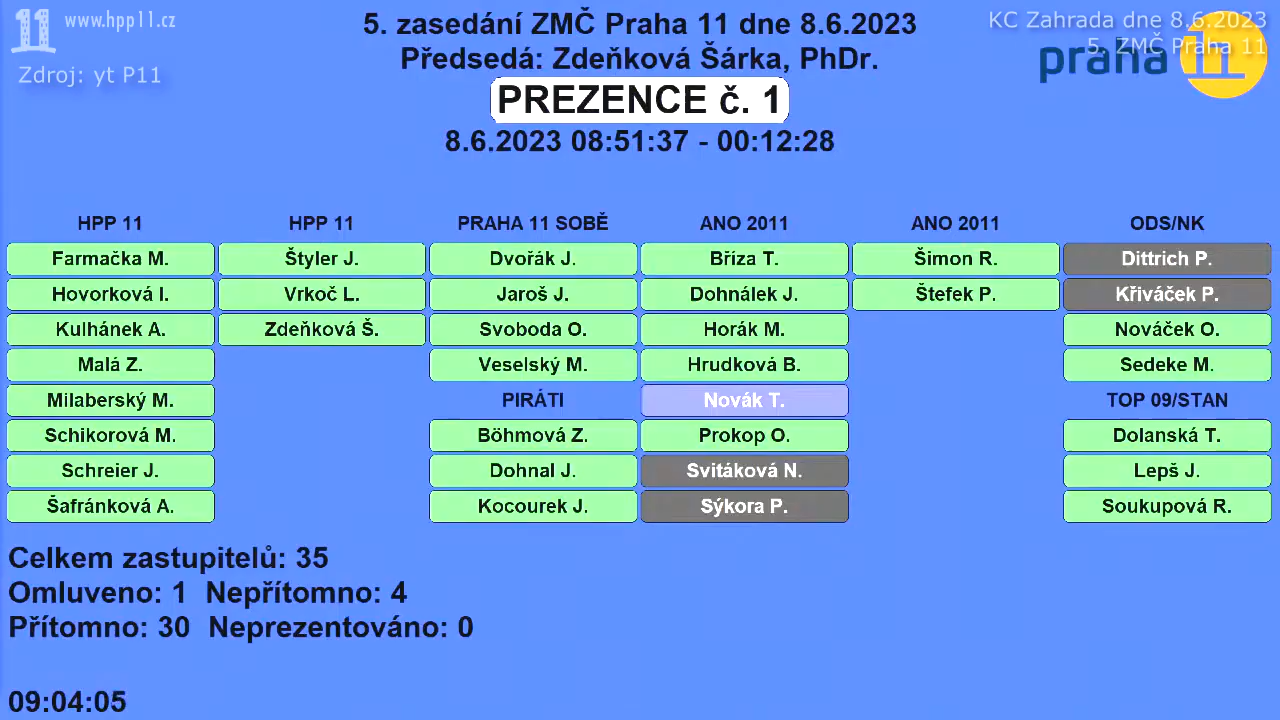 www.hpp11.cz
Zdroj: yt P11
5. zasedání ZMČ Praha 11 dne 8.6.2023
Předsedá: Zdeňková Šárka, PhDr.
PREZENCE č. 1
8.6.2023 08:51:37 - 00:12:28
KC Zahrada dne 8.6.2023
5. ZMČ Praha 11
praha 11
HPP 11
Farmačka M.
Hovorková I.
Kulhánek A.
Malá Z.
Milaberský M.
Schikorová M.
Schreier J.
Šafránková A.
HPP 11
Štyler J.
Vrkoč L.
Zdeňková Š.
PRAHA 11 SOBĚ
Dvořák J.
Jaroš J.
Svoboda O.
Veselský M.
PIRÁTI
Böhmová Z.
Dohnal J.
Kocourek J.
ANO 2011
Bříza T.
Dohnálek J.
Horák M.
Hrudková B.
Novák T.
Prokop O.
Svitáková N.
Sýkora P.
ANO 2011
Šimon R.
Štefek P.
ODS/NK
Dittrich P.
Křiváček P.
Nováček O.
Sedeke M.
TOP 09/STAN
Dolanská T.
Lepš J.
Soukupová R.
Celkem zastupitelů: 35
Omluveno: 1 Nepřítomno: 4
Přítomno: 30 Neprezentováno: 0
09:04:05